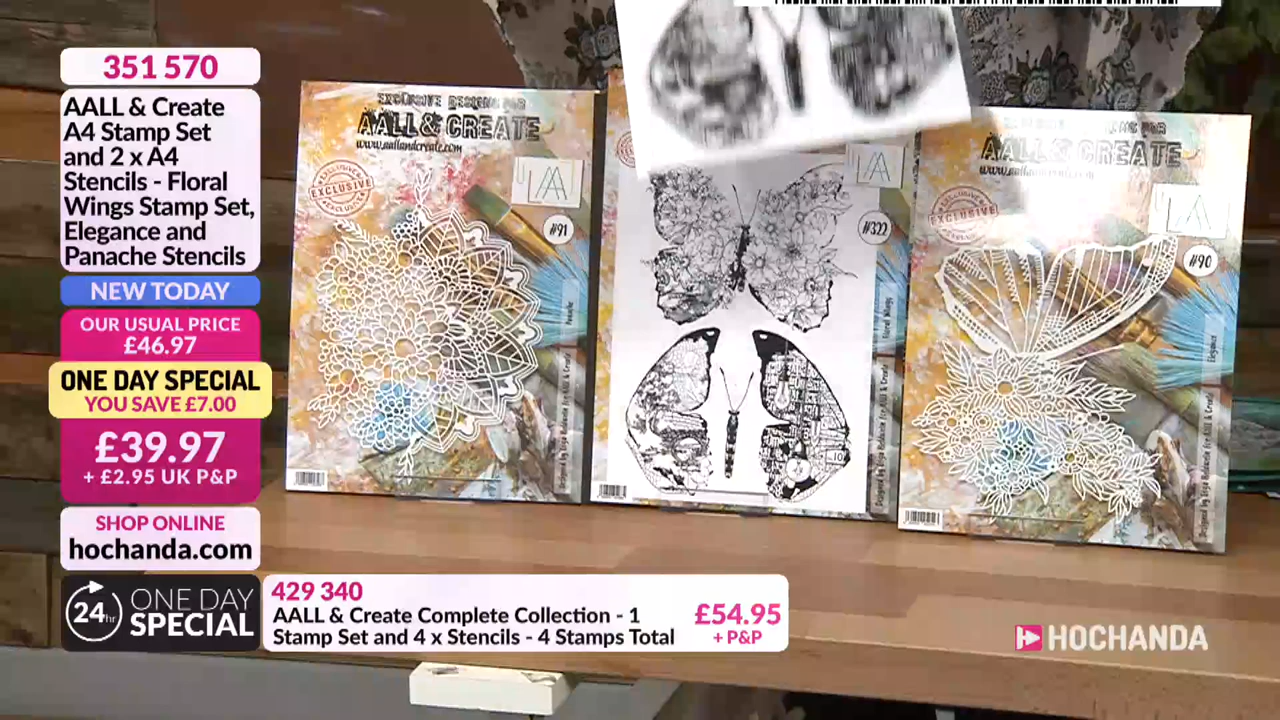 351 570
AALL & Create
A4 Stamp Set
and 2 x A4
Stencils - Floral
Wings Stamp Set,
Elegance and
Panache Stencils
NEW TODAY
OUR USUAL PRICE
£46.97
ONE DAY SPECIAL
YOU SAVE £7.00
£39.97
+ £2.95 UK P&P
SHOP ONLINE
hochanda.com
24hr
ONE DAY
SPECIAL
429 340
AALL & Create Complete Collection - 1
Stamp Set and 4 x Stencils - 4 Stamps Total
£54.95
+ P&P
HOCHANDA
EXCLUSIVE DESIGNS FOR
AALL & CREATE
www.aallandcreate.com
EXCLUSIVE
#91
Panache
#322
Floral Wings
AALL & CREATE
EXCLUSIVE
#90
Elegance